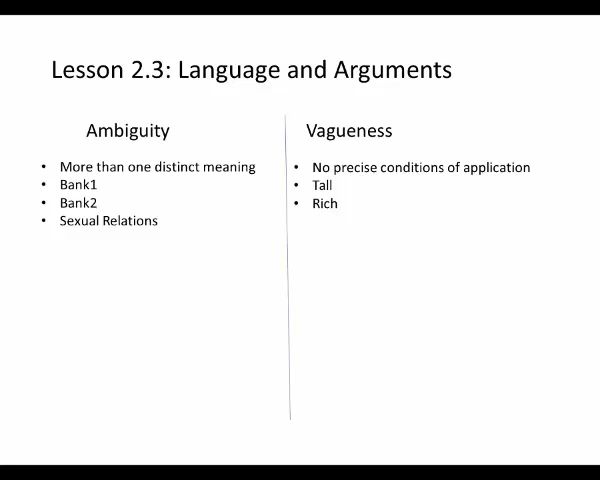 Lesson 2.3: Language and Arguments
Ambiguity
• More than one distinct meaning
• Bank1
• Bank2
• Sexual Relations
Vagueness
• No precise conditions of application
• Tall
• Rich